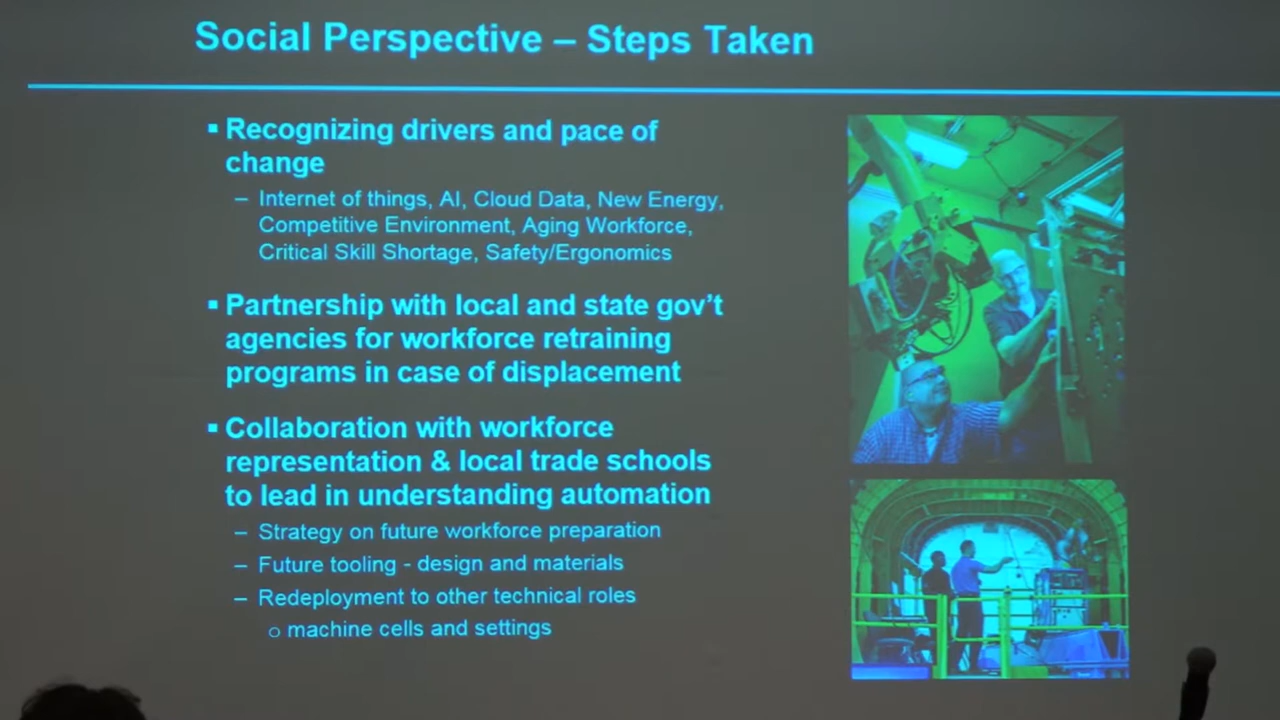 Social Perspective – Steps Taken
▪ Recognizing drivers and pace of
change
– Internet of things, AI, Cloud Data, New Energy,
Competitive Environment, Aging Workforce,
Critical Skill Shortage, Safety/Ergonomics
▪ Partnership with local and state gov't
agencies for workforce retraining
programs in case of displacement
▪ Collaboration with workforce
representation & local trade schools
to lead in understanding automation
– Strategy on future workforce preparation
– Future tooling - design and materials
– Redeployment to other technical roles
o machine cells and settings